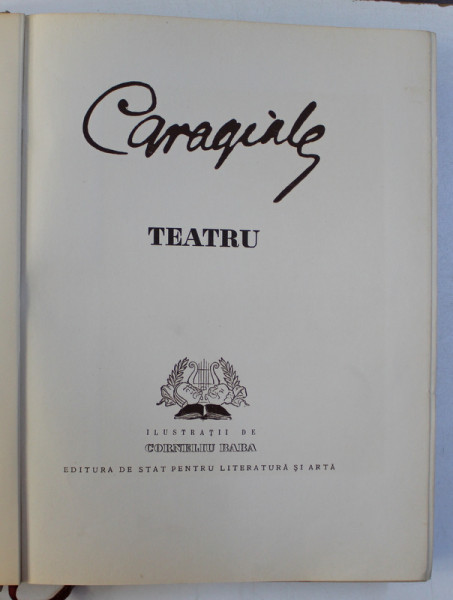 Caragiale
TEATRU
ILUSTRAȚII DE
CORNELIU BABA
EDITURA DE STAT PENTRU LITERATURĂ ȘI ARTĂ